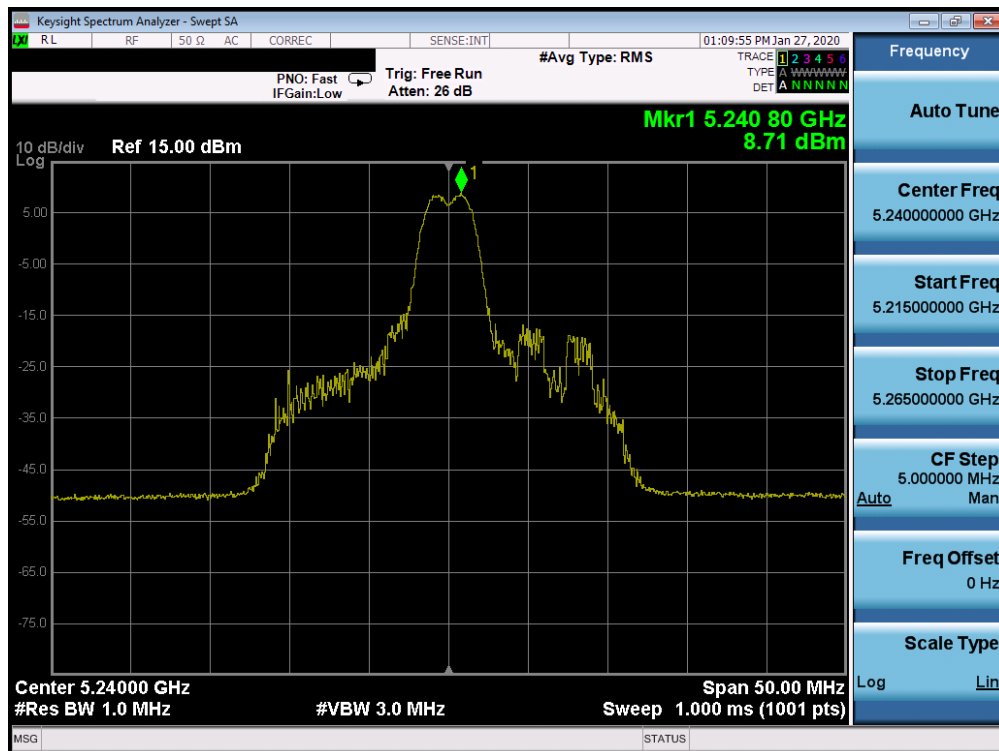 Keysight Spectrum Analyzer - Swept SA
LXI RL RF 50 Ω AC CORREC SENSE:INT 01:09:55 PM Jan 27, 2020
#Avg Type: RMS TRACE 1 2 3 4 5 6
PNO: Fast Trig: Free Run TYPE A WWWWW
IFGain:Low Atten: 26 dB DET A N N N N N
Mkr1 5.240 80 GHz
10 dB/div Ref 15.00 dBm 8.71 dBm
Log
1
5.00
-5.00
-15.0
-25.0
-35.0
-45.0
-55.0
-65.0
-75.0
Center 5.24000 GHz Span 50.00 MHz
#Res BW 1.0 MHz #VBW 3.0 MHz Sweep 1.000 ms (1001 pts)
MSG STATUS
Frequency
Auto Tune
Center Freq
5.240000000 GHz
Start Freq
5.215000000 GHz
Stop Freq
5.265000000 GHz
CF Step
5.000000 MHz
Auto Man
Freq Offset
0 Hz
Scale Type
Log Lin